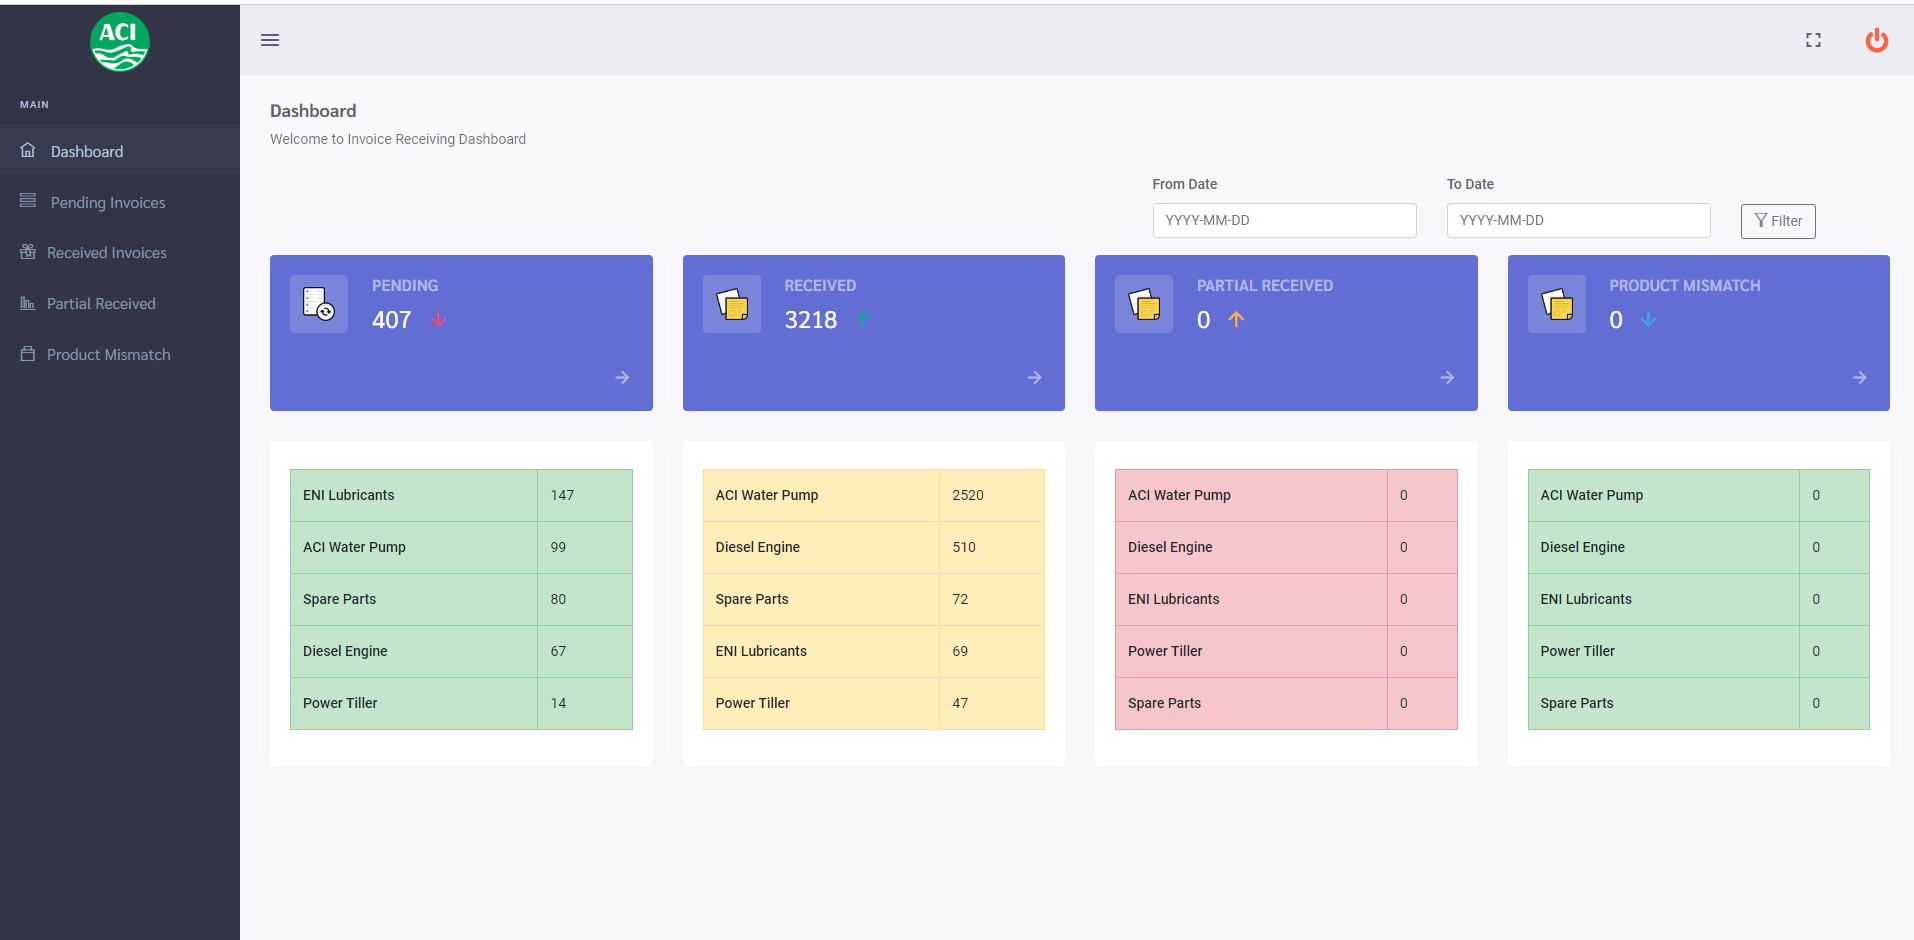 ACI
MAIN
Dashboard
Pending Invoices
Received Invoices
Partial Received
Product Mismatch
Dashboard
Welcome to Invoice Receiving Dashboard
From Date
To Date
YYYY-MM-DD
YYYY-MM-DD
Filter
PENDING
407
RECEIVED
3218
PARTIAL RECEIVED
0
PRODUCT MISMATCH
0
ENI Lubricants 147
ACI Water Pump 99
Spare Parts 80
Diesel Engine 67
Power Tiller 14
ACI Water Pump 2520
Diesel Engine 510
Spare Parts 72
ENI Lubricants 69
Power Tiller 47
ACI Water Pump 0
Diesel Engine 0
ENI Lubricants 0
Power Tiller 0
Spare Parts 0
ACI Water Pump 0
Diesel Engine 0
ENI Lubricants 0
Power Tiller 0
Spare Parts 0